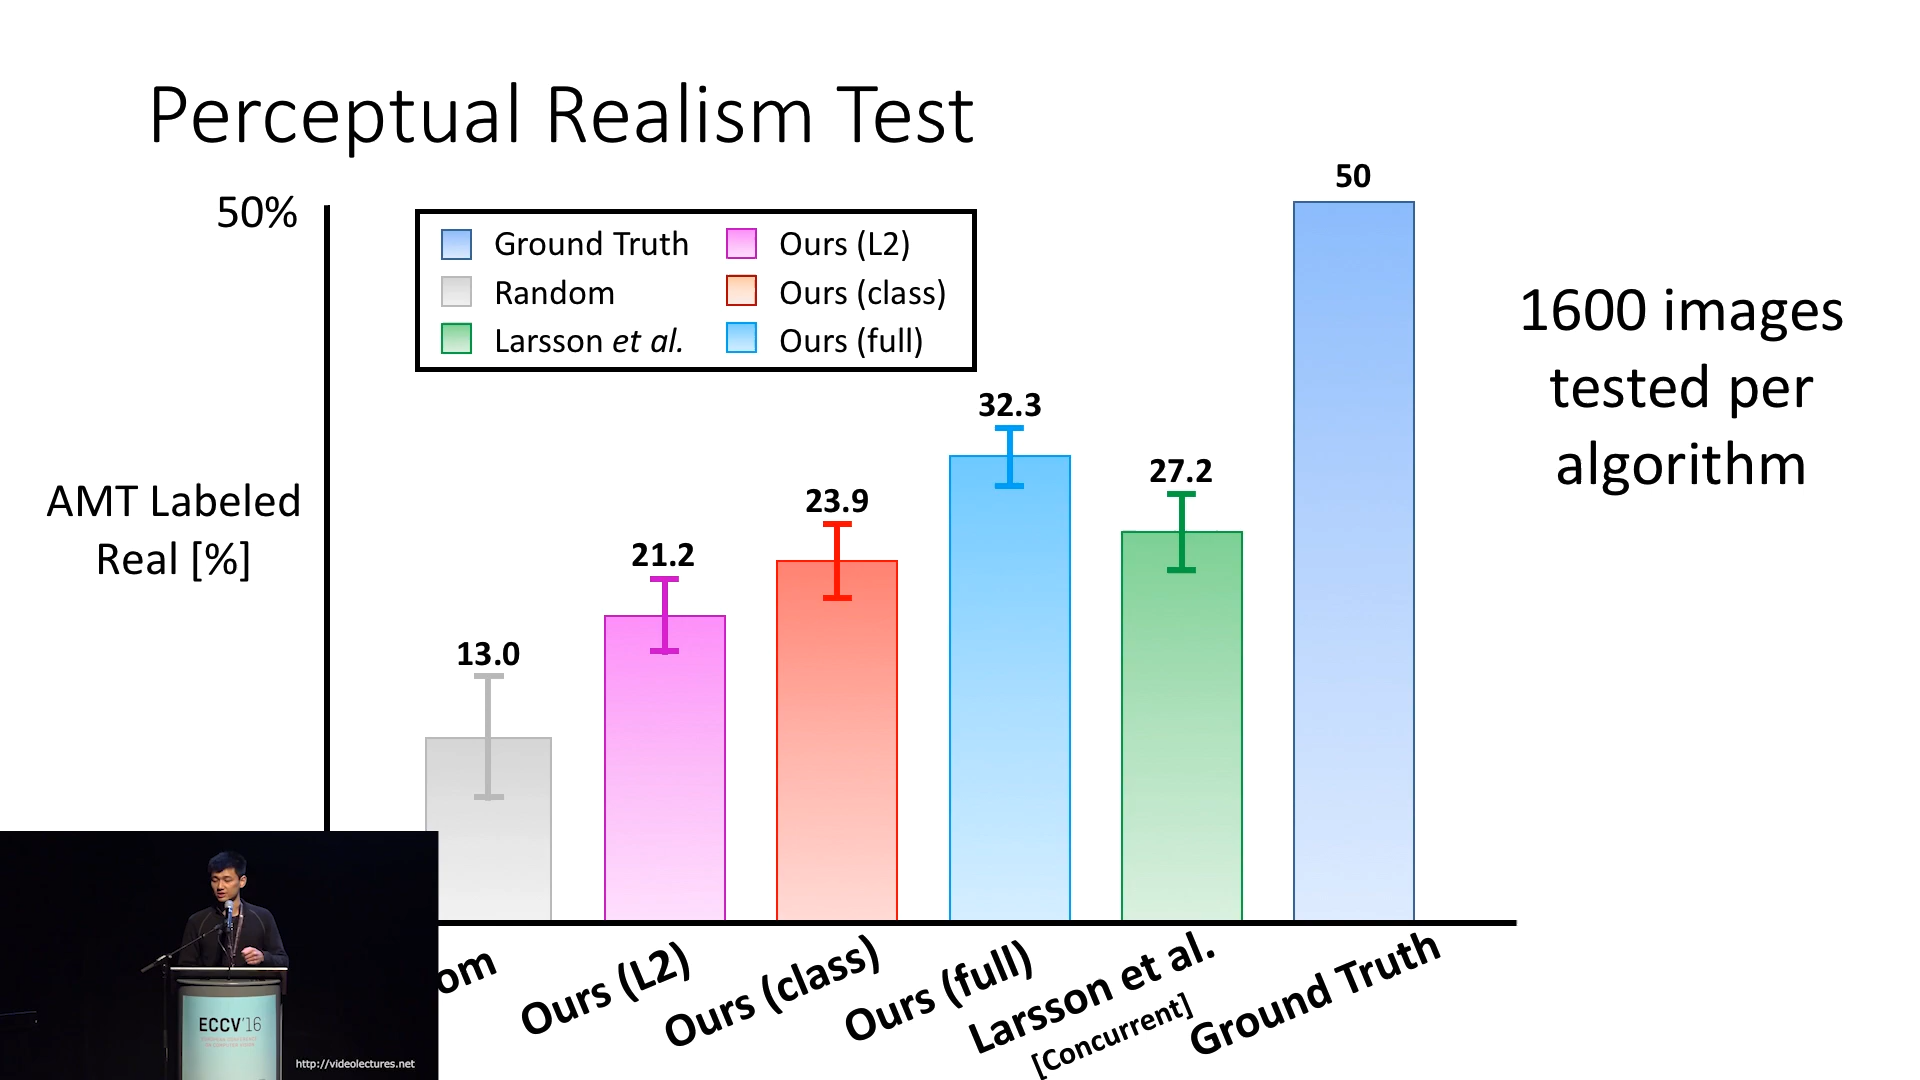 Perceptual Realism Test
50%
Ground Truth
Random
Larsson et al.
Ours (L2)
Ours (class)
Ours (full)
50
1600 images
tested per
algorithm
AMT Labeled
Real [%]
13.0
21.2
23.9
32.3
27.2
om
Ours (L2)
Ours (class)
Ours (full)
Larsson et al.
[Concurrent]
Ground Truth
ECCV'16
http://videolectures.net